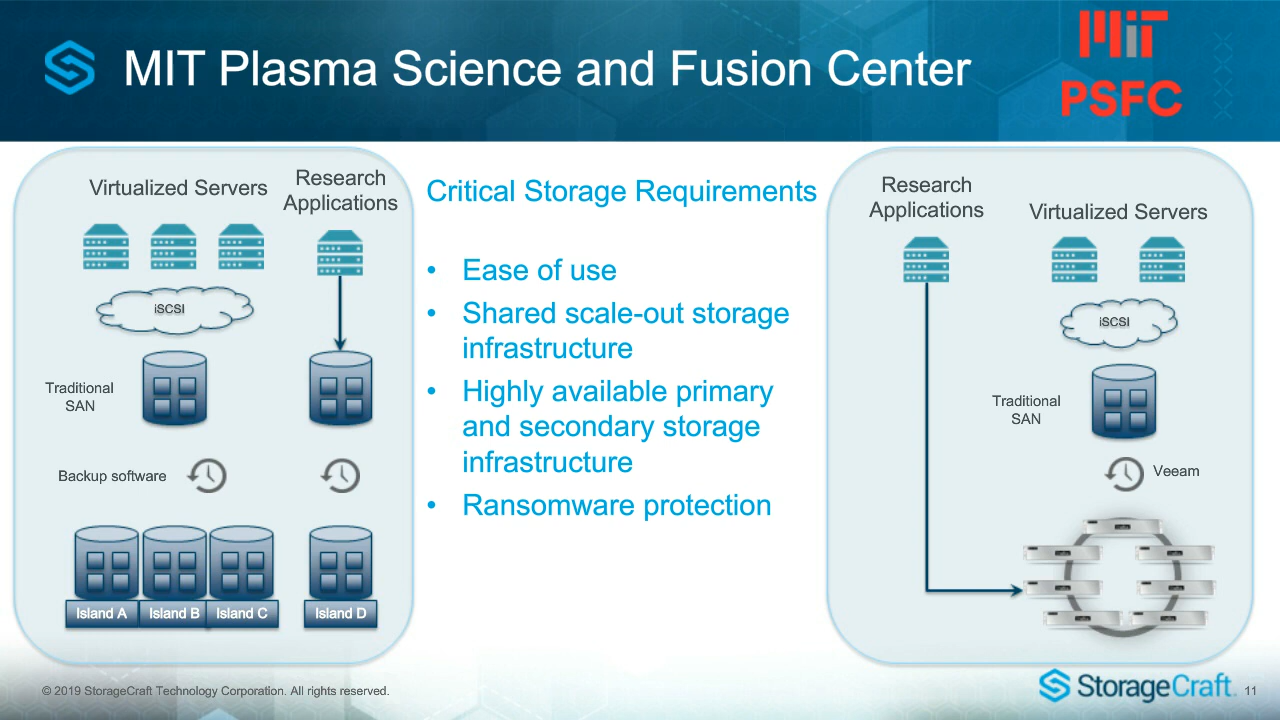 MIT Plasma Science and Fusion Center
MIT
PSFC
Virtualized Servers
Research
Applications
iSCSI
Traditional
SAN
Backup software
Island A
Island B
Island C
Island D
Critical Storage Requirements
• Ease of use
• Shared scale-out storage
infrastructure
• Highly available primary
and secondary storage
infrastructure
• Ransomware protection
Research
Applications
Virtualized Servers
iSCSI
Traditional
SAN
Veeam
© 2019 StorageCraft Technology Corporation. All rights reserved.
StorageCraft
11